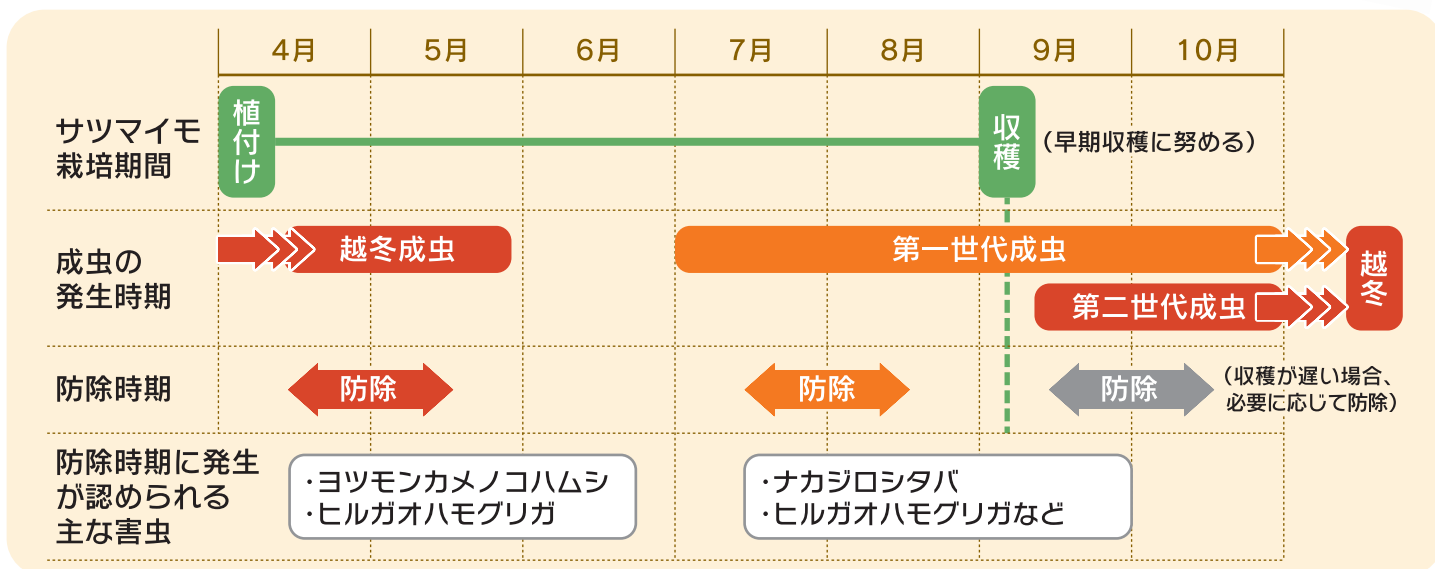 4月 5月 6月 7月 8月 9月 10月
サツマイモ
栽培期間
植付け
収穫
（早期収穫に努める）
成虫の
発生時期
越冬成虫
第一世代成虫
第二世代成虫
越冬
防除時期
防除
防除
防除
（収穫が遅い場合、
必要に応じて防除）
防除時期に発生
が認められる
主な害虫
・ヨツモンカメノコハムシ
・ヒルガオハモグリガ
・ナカジロシタバ
・ヒルガオハモグリガなど